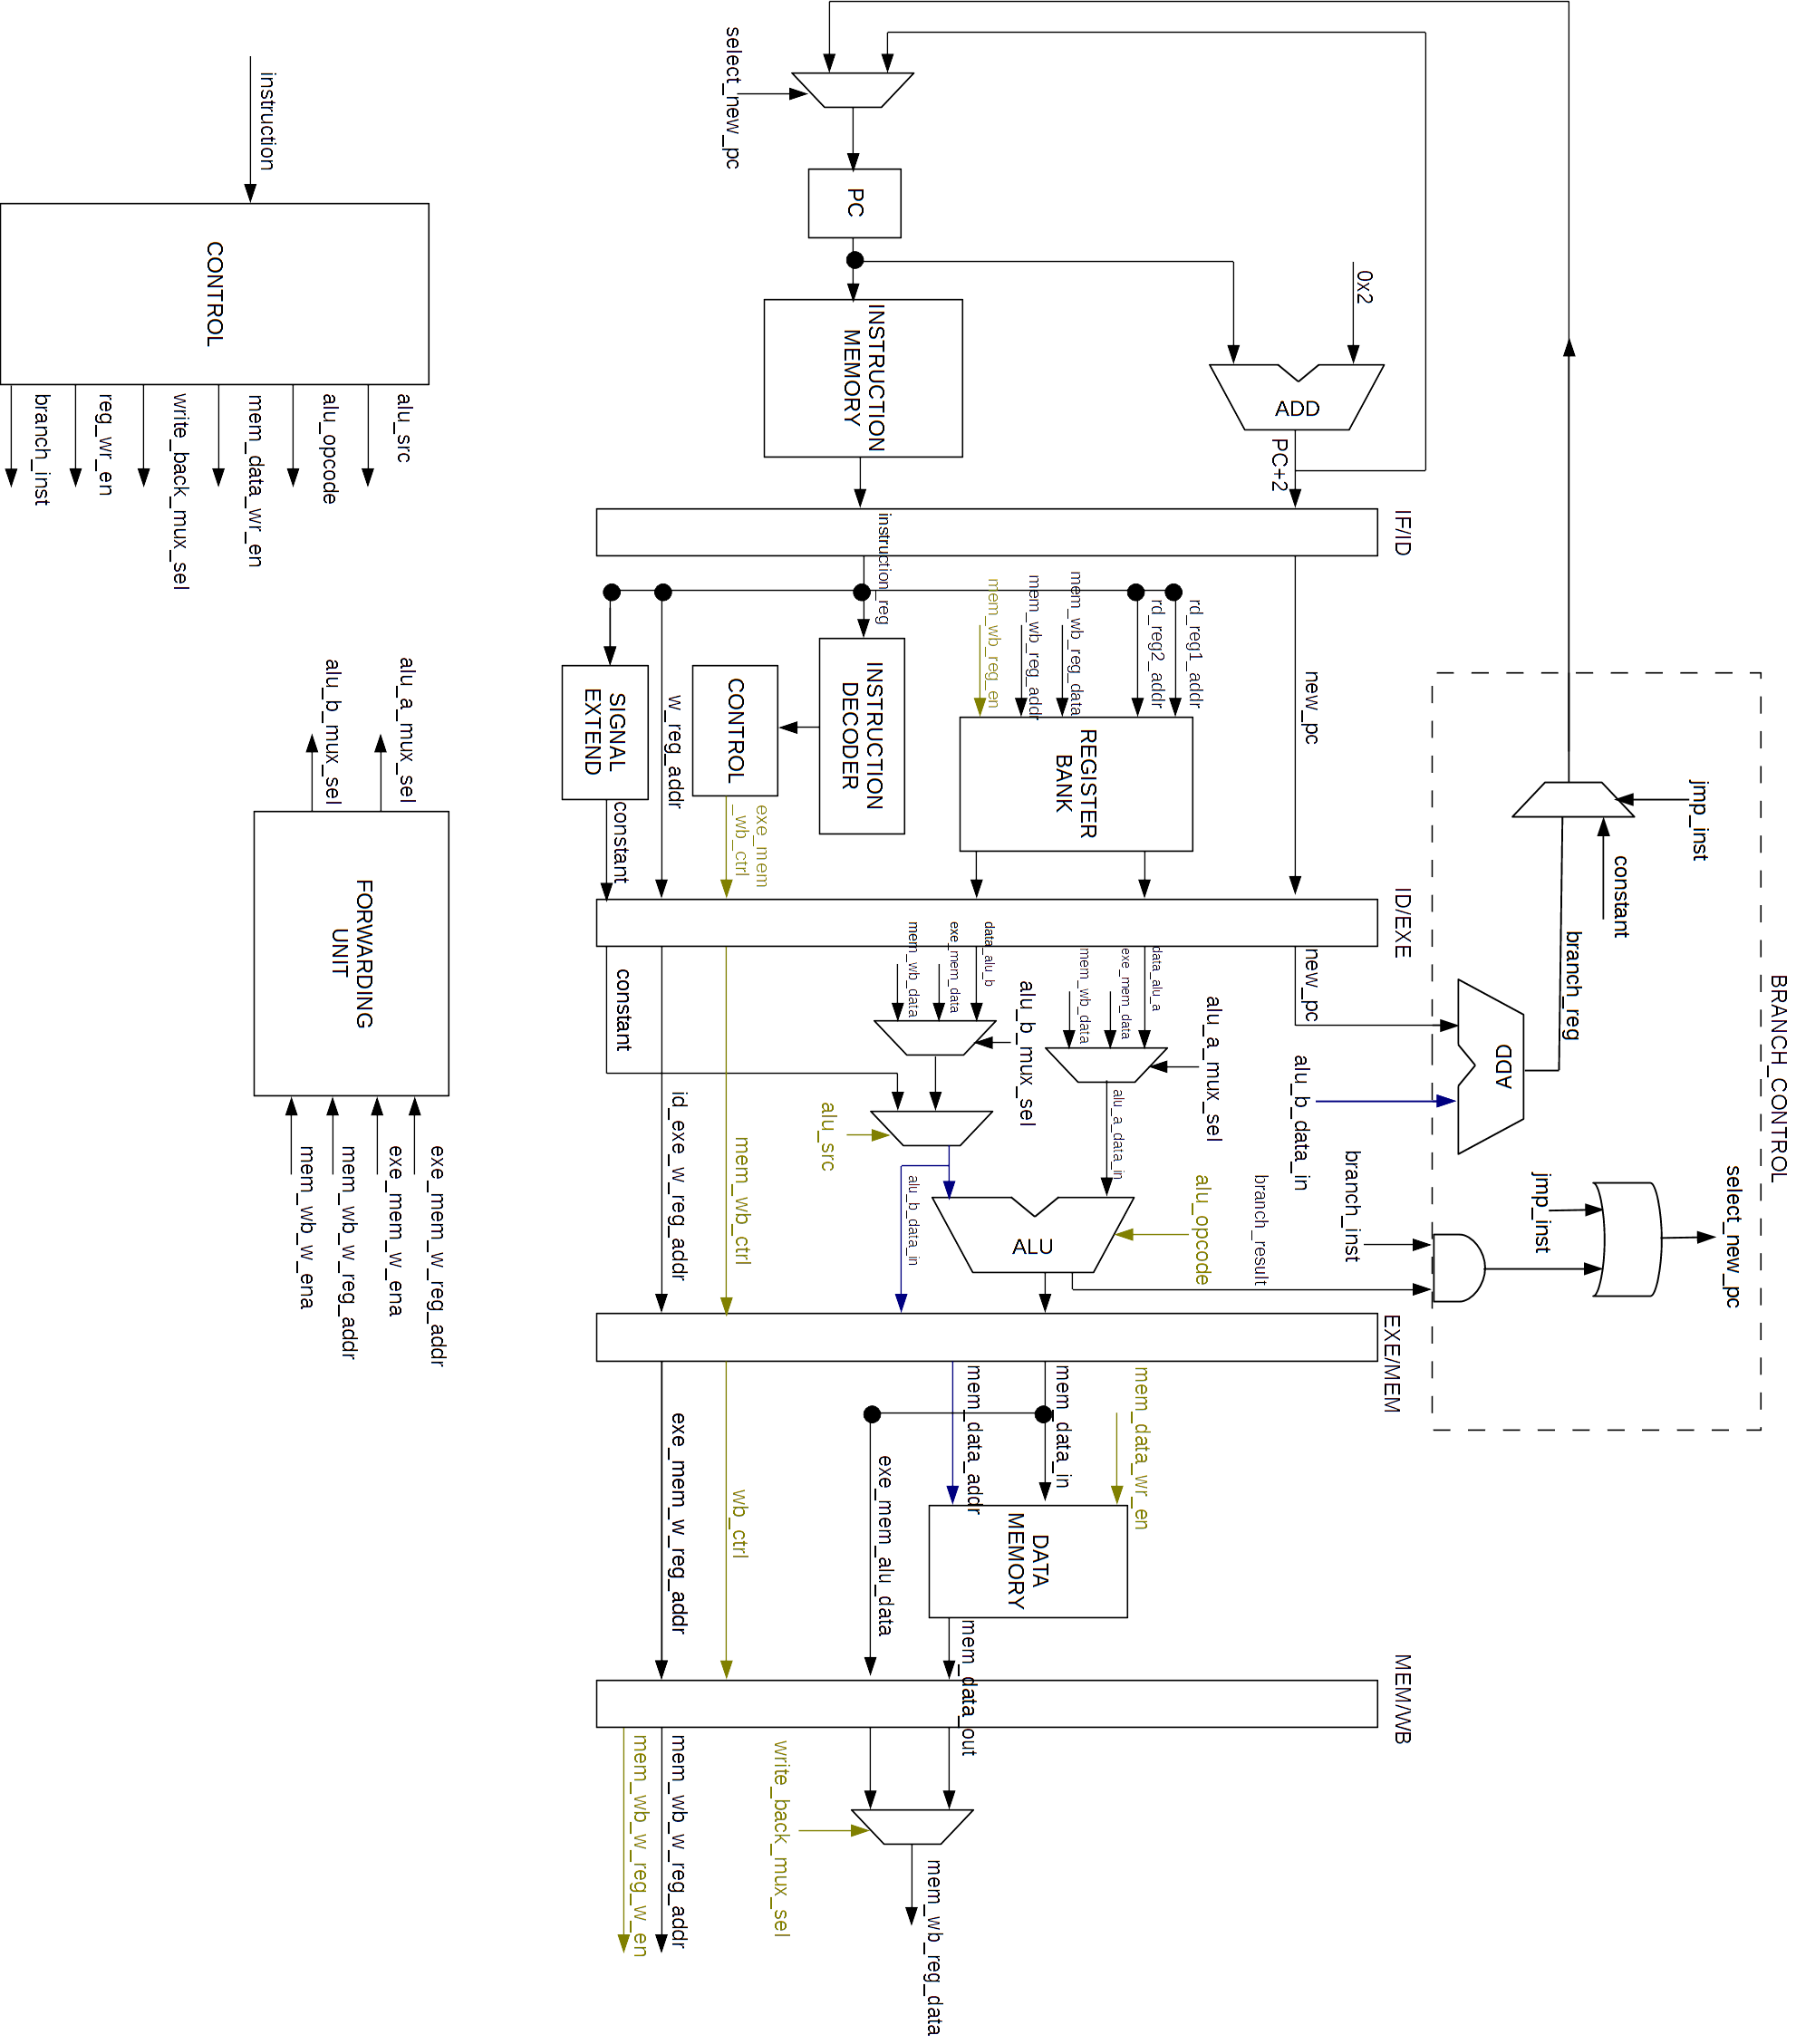 BRANCH_CONTROL
select_new_pc
jmp_inst
constant
jmp_inst
branch_reg
ADD
IF/ID
ID/EXE
EXE/MEM
MEM/WB
0x2
ADD
PC+2
new_pc
new_pc
alu_b_data_in
branch_inst
branch_result
alu_opcode
alu_a_mux_sel
rd_reg1_addr
rd_reg2_addr
mem_wb_reg_data
mem_wb_reg_addr
mem_wb_reg_en
REGISTER
BANK
data_alu_a
exe_mem_data
mem_wb_data
alu_a_data_in
alu_b_mux_sel
data_alu_b
exe_mem_data
mem_wb_data
ALU
alu_b_data_in
alu_src
mem_data_wr_en
mem_data_in
mem_data_addr
DATA
MEMORY
exe_mem_alu_data
mem_data_out
mem_wb_reg_data
write_back_mux_sel
select_new_pc
PC
INSTRUCTION
MEMORY
instruction_reg
INSTRUCTION
DECODER
CONTROL
exe_mem
_wb_ctrl
mem_wb_ctrl
wb_ctrl
w_reg_addr
id_exe_w_reg_addr
exe_mem_w_reg_addr
mem_wb_w_reg_addr
mem_wb_w_reg_w_en
SIGNAL
EXTEND
constant
constant
instruction
CONTROL
alu_src
alu_opcode
mem_data_wr_en
write_back_mux_sel
reg_wr_en
branch_inst
alu_a_mux_sel
alu_b_mux_sel
FORWARDING
UNIT
exe_mem_w_reg_addr
exe_mem_w_ena
mem_wb_w_reg_addr
mem_wb_w_ena